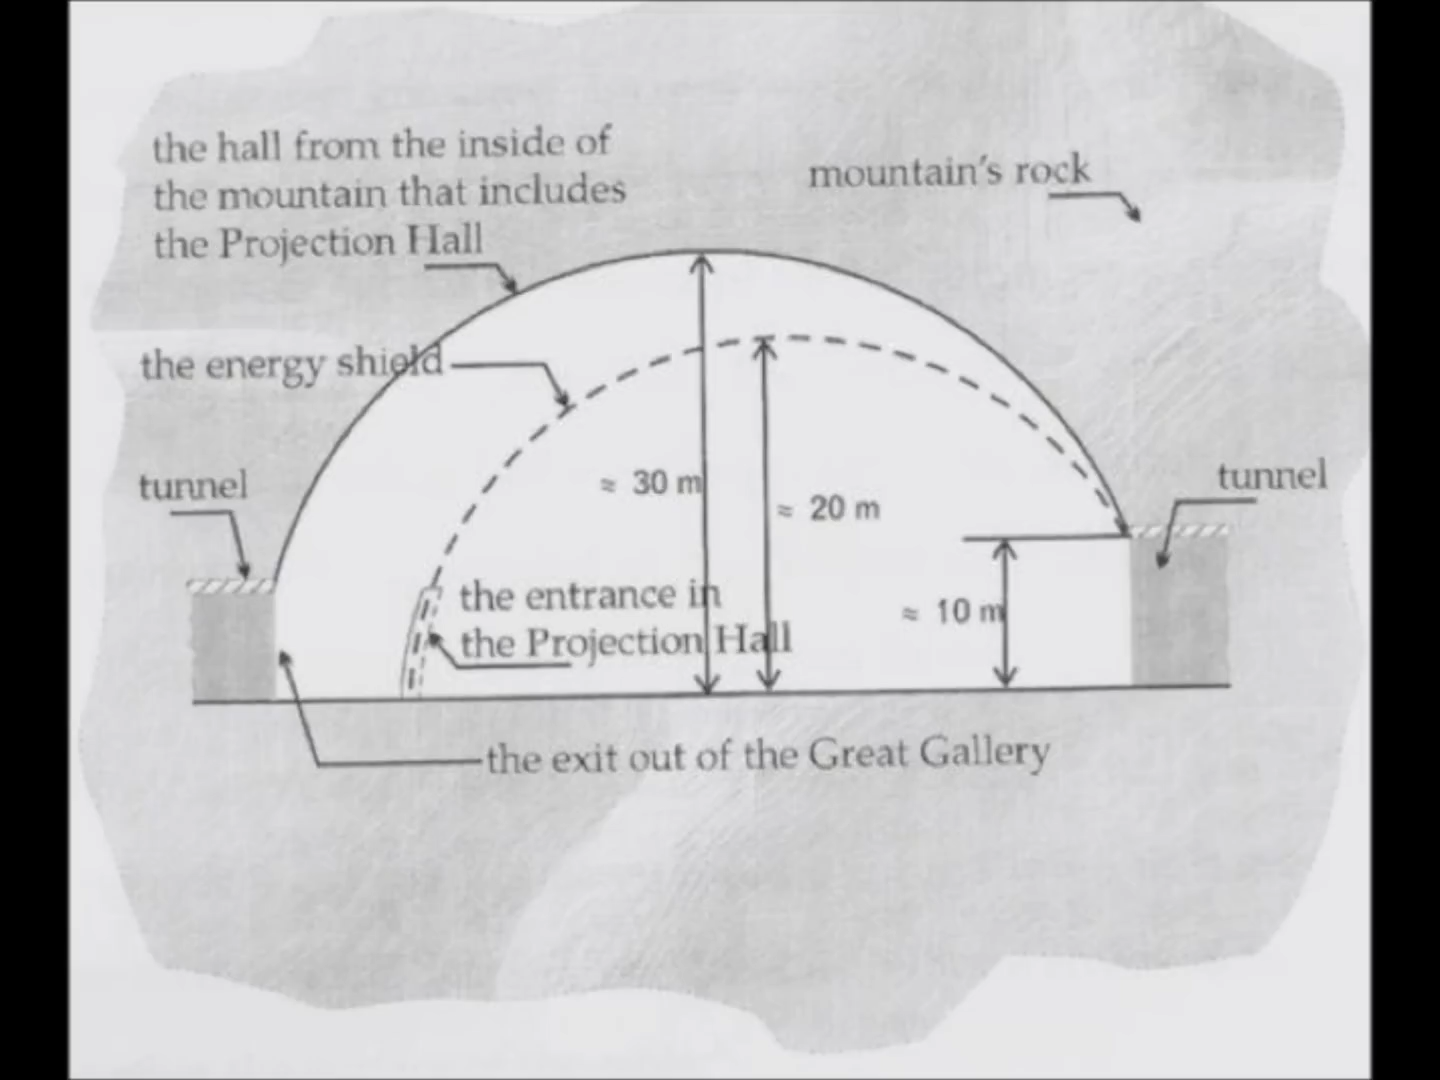 the hall from the inside of
the mountain that includes
the Projection Hall
mountain's rock
the energy shield
tunnel
tunnel
≈ 30 m
≈ 20 m
≈ 10 m
the entrance in
the Projection Hall
the exit out of the Great Gallery